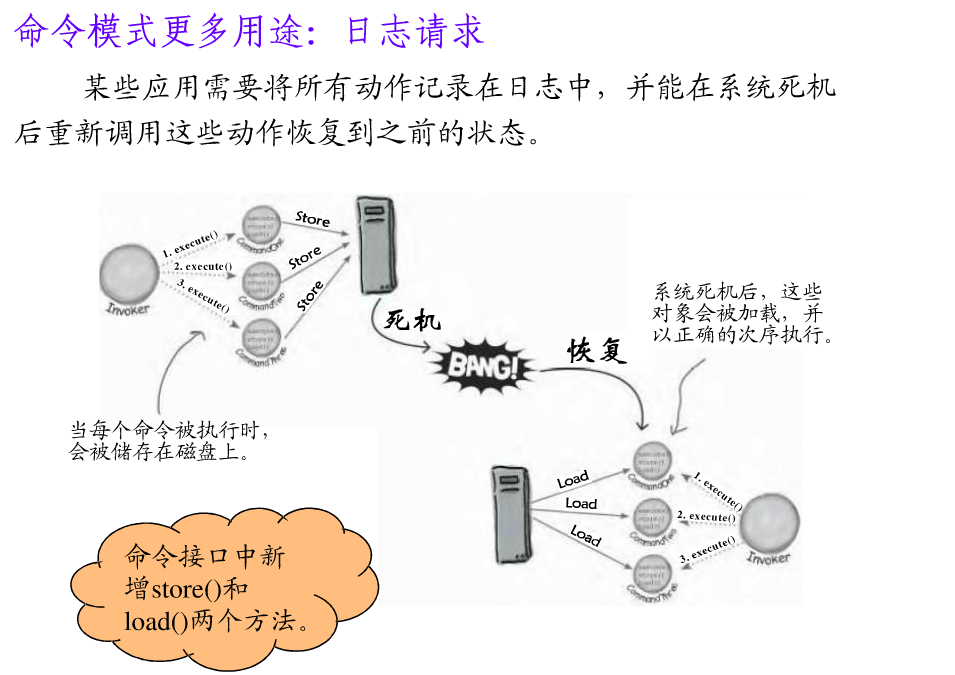 命令模式更多用途：日志请求
某些应用需要将所有动作记录在日志中，并能在系统死机
后重新调用这些动作恢复到之前的状态。
Invoker
1. execute()
2. execute()
3. execute()
CommandOne
CommandTwo
CommandThree
Store
Store
Store
死机
BANG!
恢复
系统死机后，这些
对象会被加载，并
以正确的次序执行。
当每个命令被执行时，
会被储存在磁盘上。
Load
Load
Load
CommandOne
CommandTwo
CommandThree
1. execute()
2. execute()
3. execute()
Invoker
命令接口中新
增store()和
load()两个方法。